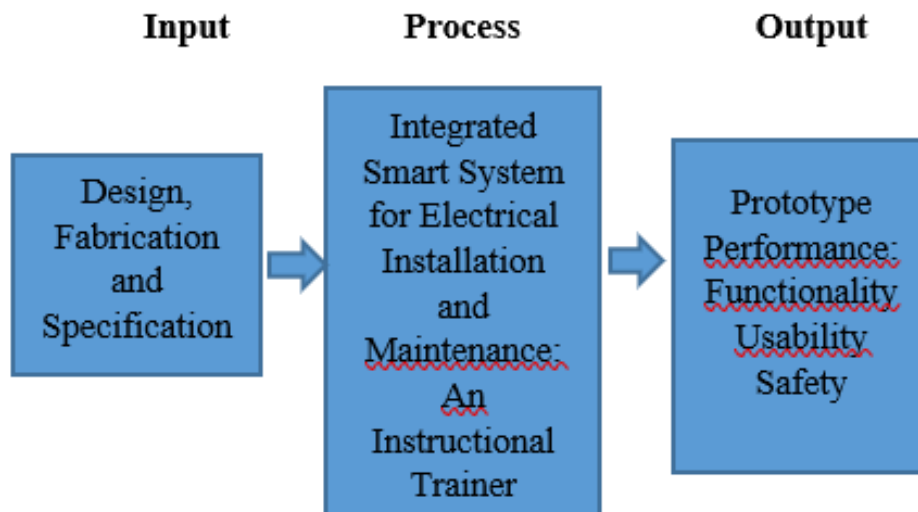 Input
Process
Output
Design,
Fabrication
and
Specification
Integrated
Smart System
for Electrical
Installation
and
Maintenance:
An
Instructional
Trainer
Prototype
Performance:
Functionality
Usability
Safety